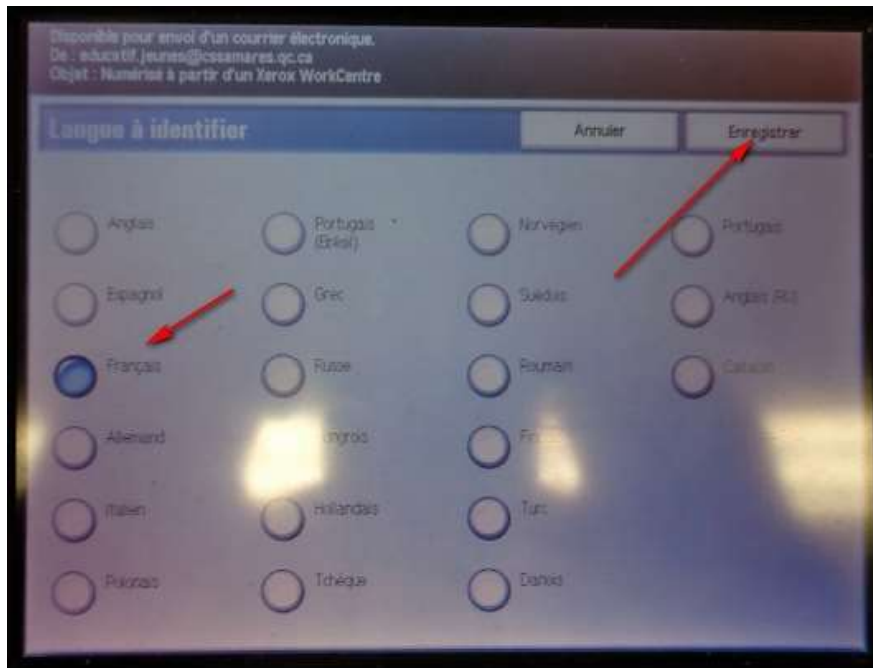 Disponible pour envoi d'un courrier électronique.
De : educatif.jeunes@cssamares.qc.ca
Objet : Numérisé à partir d'un Xerox WorkCentre
Langue à identifier
Annuler
Enregistrer
Anglais
Portugais
(Brésil)
Norvégien
Portugais
Espagnol
Grec
Suédois
Anglais (RU)
Français
Russe
Roumain
Catalan
Allemand
Italien
Hollandais
Turc
Polonais
Tchèque
Danois